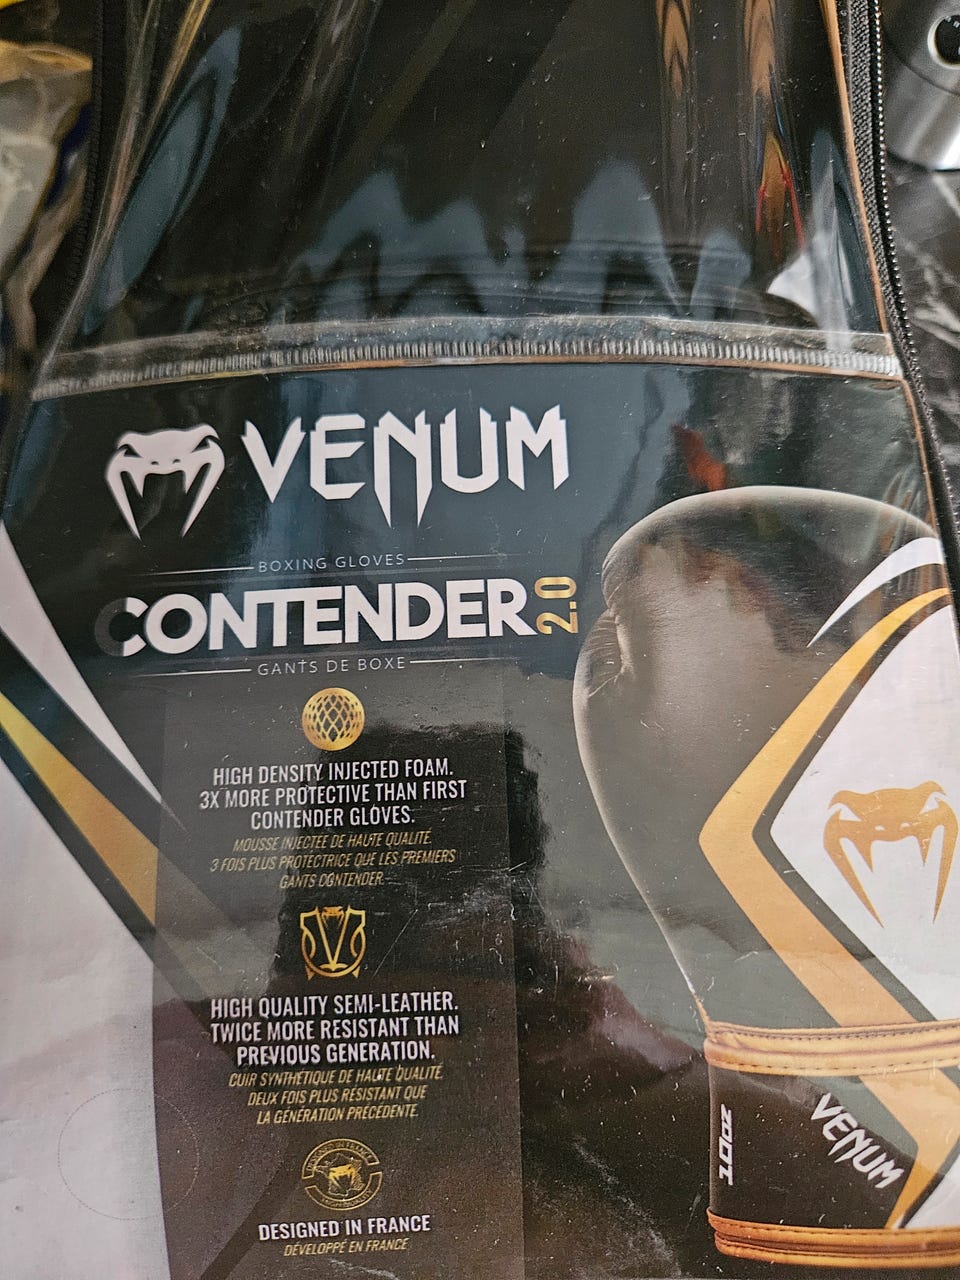 VENUM
BOXING GLOVES
CONTENDER 2.0
GANTS DE BOXE
HIGH DENSITY INJECTED FOAM.
3X MORE PROTECTIVE THAN FIRST
CONTENDER GLOVES.
MOUSSE INJECTÉE DE HAUTE QUALITÉ.
3 FOIS PLUS PROTECTRICE QUE LES PREMIERS
GANTS CONTENDER.
HIGH QUALITY SEMI-LEATHER.
TWICE MORE RESISTANT THAN
PREVIOUS GENERATION.
CUIR SYNTHÉTIQUE DE HAUTE QUALITÉ.
DEUX FOIS PLUS RÉSISTANT QUE
LA GÉNÉRATION PRÉCÉDENTE.
DESIGNED IN FRANCE
DÉVELOPPÉ EN FRANCE
VENUM
10OZ